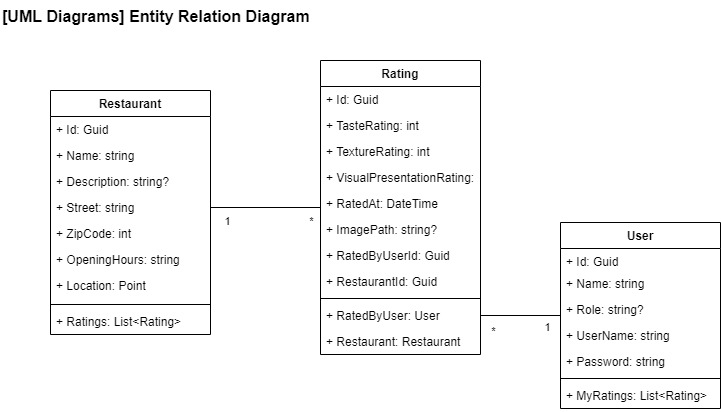 [UML Diagrams] Entity Relation Diagram
Restaurant
+ Id: Guid
+ Name: string
+ Description: string?
+ Street: string
+ ZipCode: int
+ OpeningHours: string
+ Location: Point
+ Ratings: List<Rating>
1
*
Rating
+ Id: Guid
+ TasteRating: int
+ TextureRating: int
+ VisualPresentationRating:
+ RatedAt: DateTime
+ ImagePath: string?
+ RatedByUserId: Guid
+ RestaurantId: Guid
+ RatedByUser: User
+ Restaurant: Restaurant
*
1
User
+ Id: Guid
+ Name: string
+ Role: string?
+ UserName: string
+ Password: string
+ MyRatings: List<Rating>